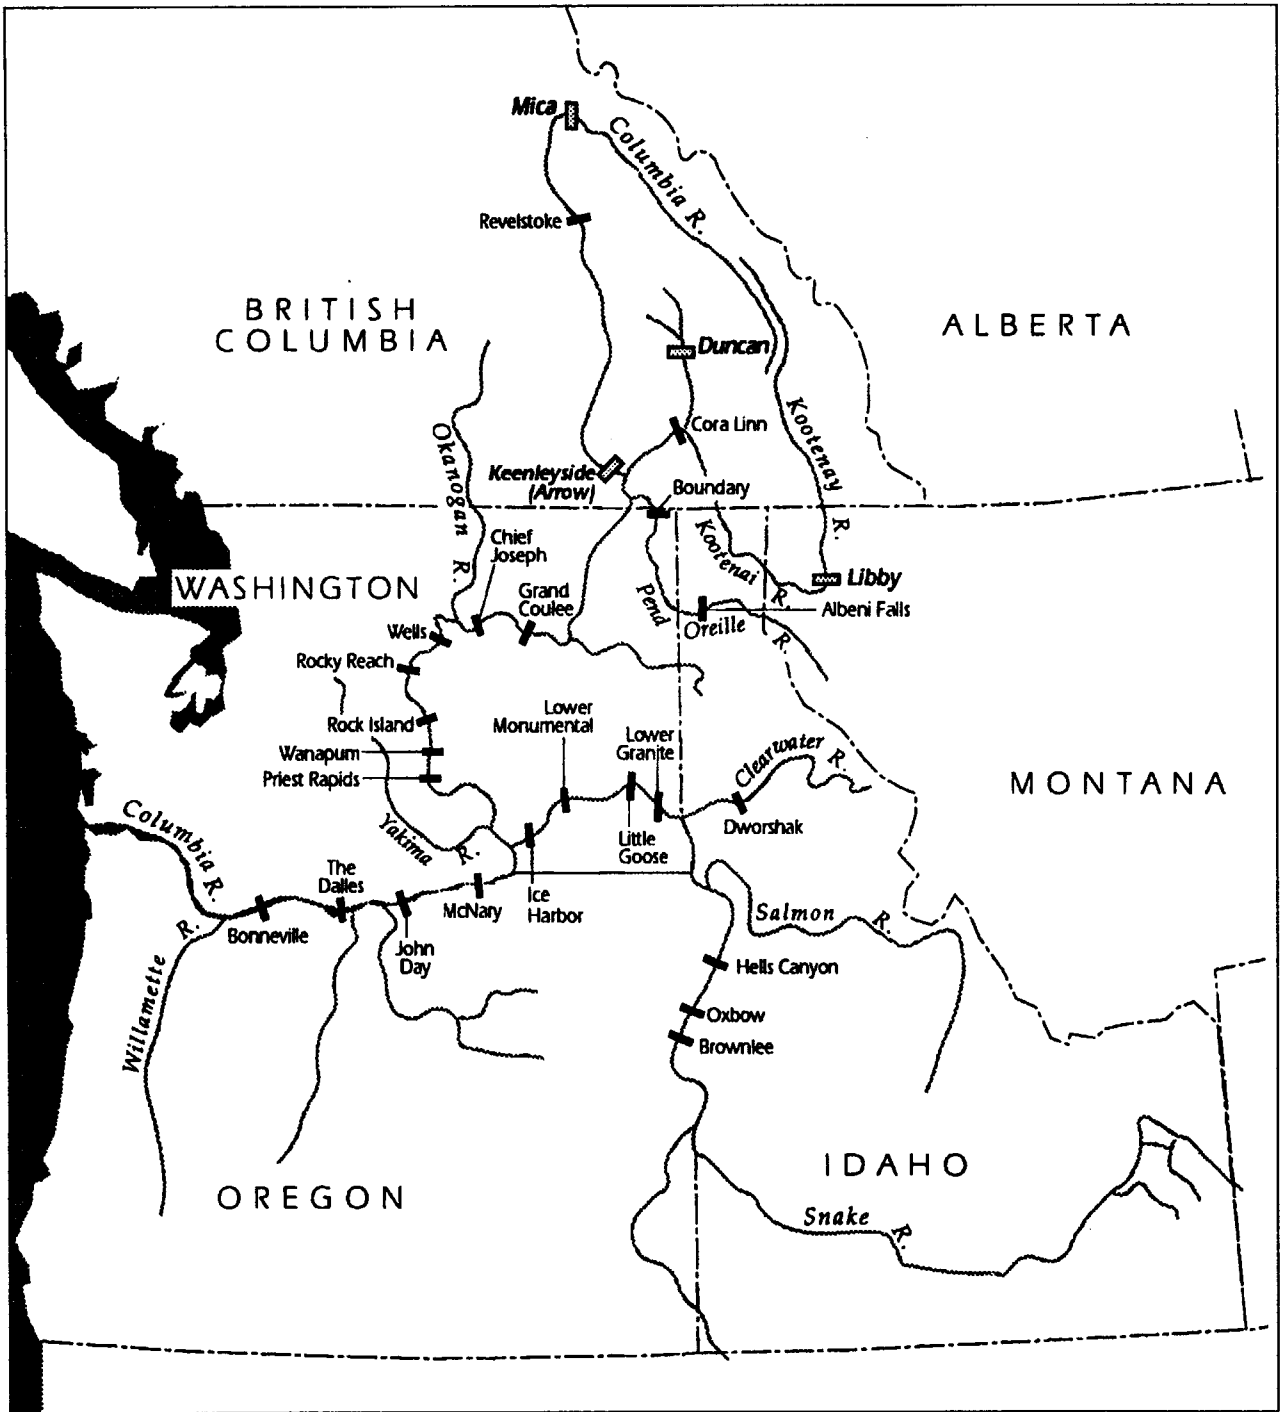 Mica
Columbia R.
Revelstoke
BRITISH
COLUMBIA
ALBERTA
Duncan
Kootenay R.
Cora Linn
Okanogan R.
Keenleyside
(Arrow)
Boundary
Chief
Joseph
Kootenai R.
WASHINGTON
Grand
Coulee
Libby
Pend Oreille R.
Albeni Falls
Wells
Rocky Reach
Rock Island
Lower
Monumental
Lower
Granite
Wanapum
Priest Rapids
Clearwater R.
MONTANA
Columbia R.
Yakima R.
Little
Goose
Dworshak
The
Dalles
McNary
Ice
Harbor
Salmon R.
Willamette R.
Bonneville
John
Day
Hells Canyon
Oxbow
Brownlee
IDAHO
OREGON
Snake R.